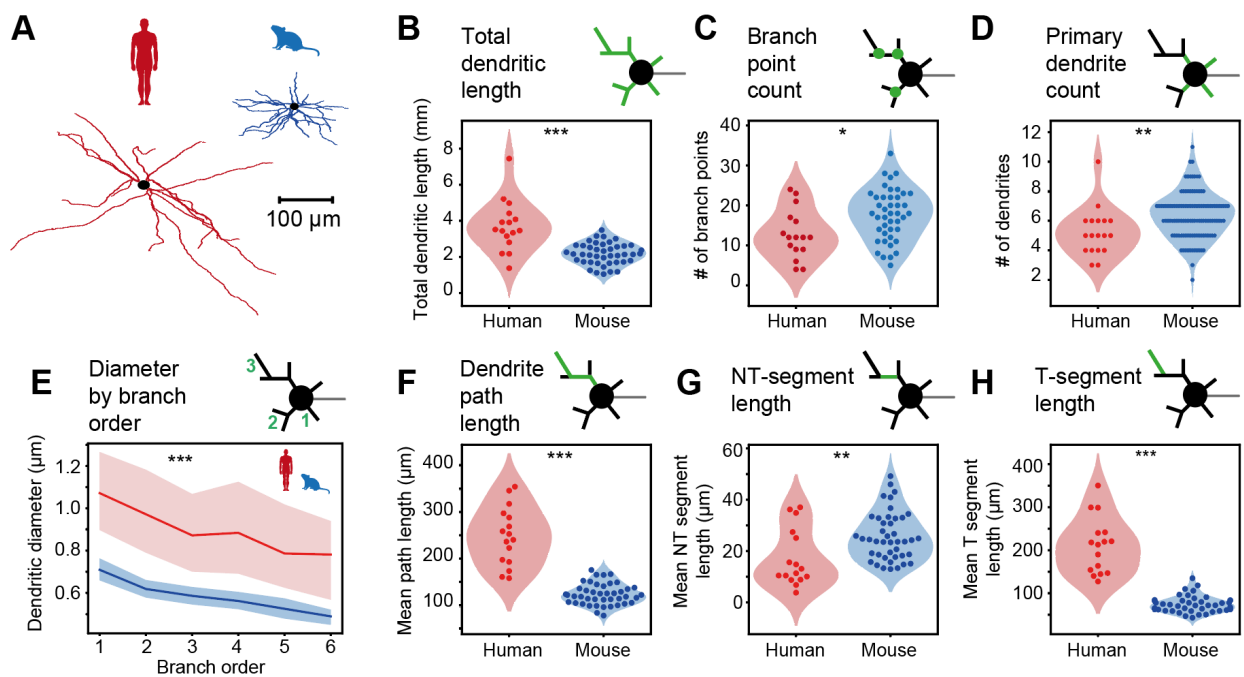 A
100 µm
B
Total
dendritic
length
Total dendritic length (mm)
8
6
4
2
0
***
Human
Mouse
C
Branch
point
count
# of branch points
40
30
20
10
0
*
Human
Mouse
D
Primary
dendrite
count
# of dendrites
12
10
8
6
4
2
**
Human
Mouse
E
Diameter
by branch
order
3
2
1
Dendritic diameter (µm)
1.2
1.0
0.8
0.6
***
1
2
3
4
5
6
Branch order
F
Dendrite
path
length
Mean path length (µm)
400
300
200
100
***
Human
Mouse
G
NT-segment
length
Mean NT segment
length (µm)
60
40
20
0
**
Human
Mouse
H
T-segment
length
Mean T segment
length (µm)
400
300
200
100
***
Human
Mouse